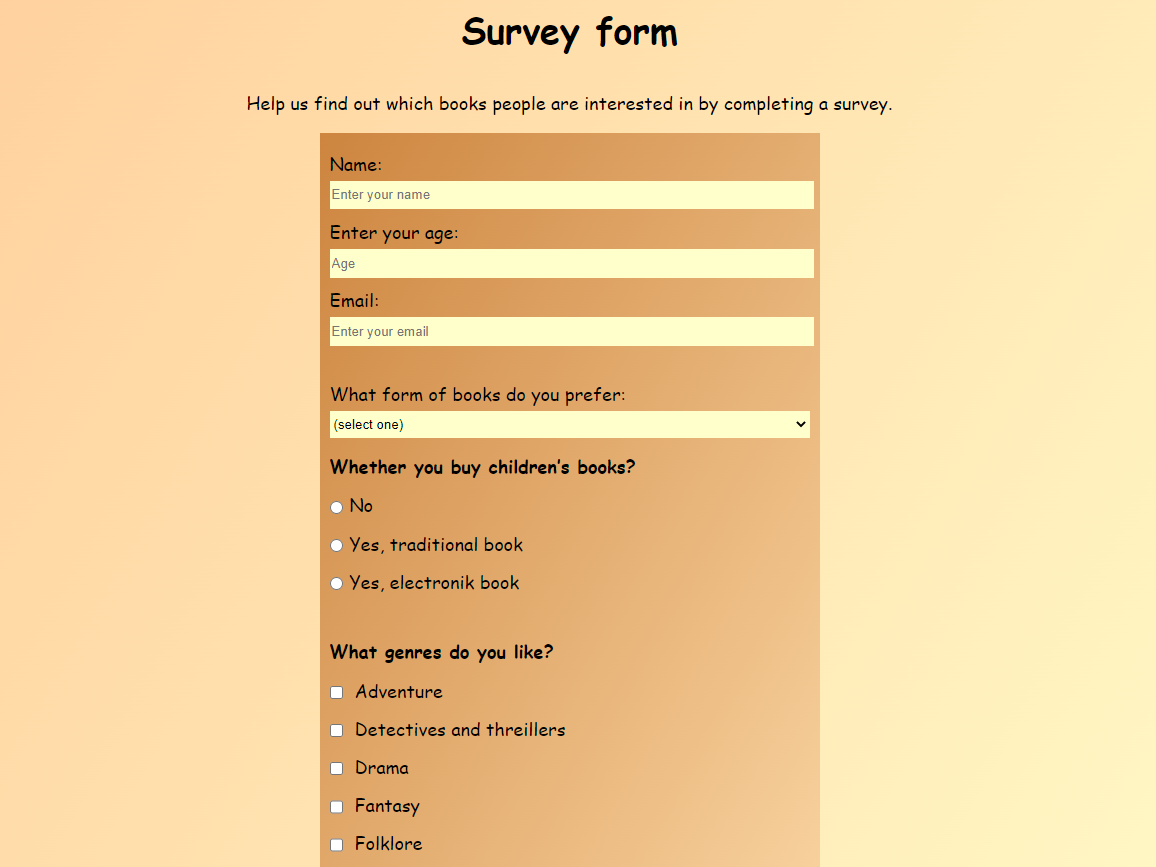 Survey form
Help us find out which books people are interested in by completing a survey.
Name:
Enter your name
Enter your age:
Age
Email:
Enter your email
What form of books do you prefer:
(select one)
Whether you buy children's books?
No
Yes, traditional book
Yes, electronik book
What genres do you like?
Adventure
Detectives and threillers
Drama
Fantasy
Folklore